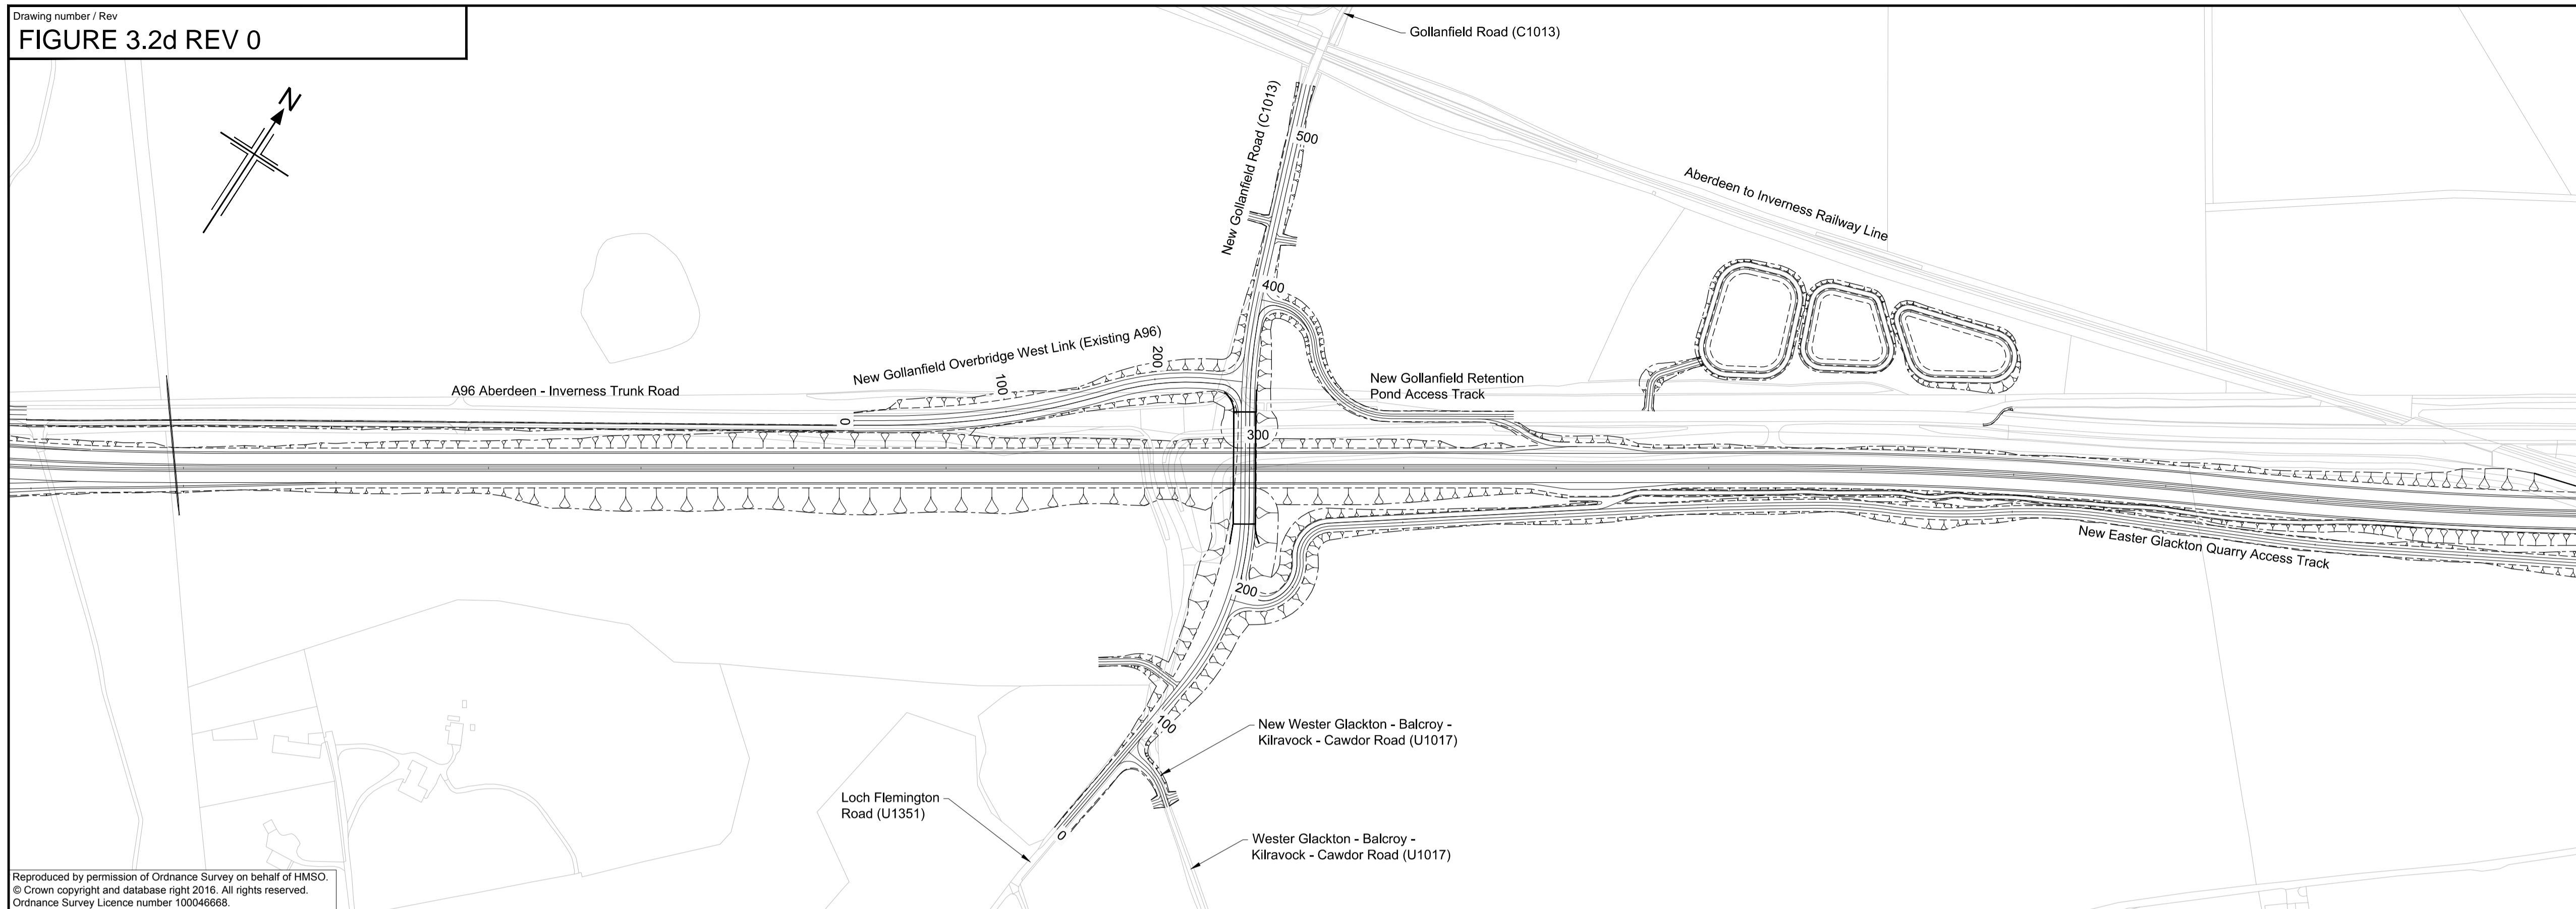 Drawing number / Rev
FIGURE 3.2d REV 0
N
Gollanfield Road (C1013)
New Gollanfield Road (C1013)
500
Aberdeen to Inverness Railway Line
400
New Gollanfield Overbridge West Link (Existing A96)
200
100
0
A96 Aberdeen - Inverness Trunk Road
New Gollanfield Retention
Pond Access Track
300
New Easter Glackton Quarry Access Track
200
100
New Wester Glackton - Balcroy -
Kilravock - Cawdor Road (U1017)
Loch Flemington
Road (U1351)
0
Wester Glackton - Balcroy -
Kilravock - Cawdor Road (U1017)
Reproduced by permission of Ordnance Survey on behalf of HMSO.
© Crown copyright and database right 2016. All rights reserved.
Ordnance Survey Licence number 100046668.